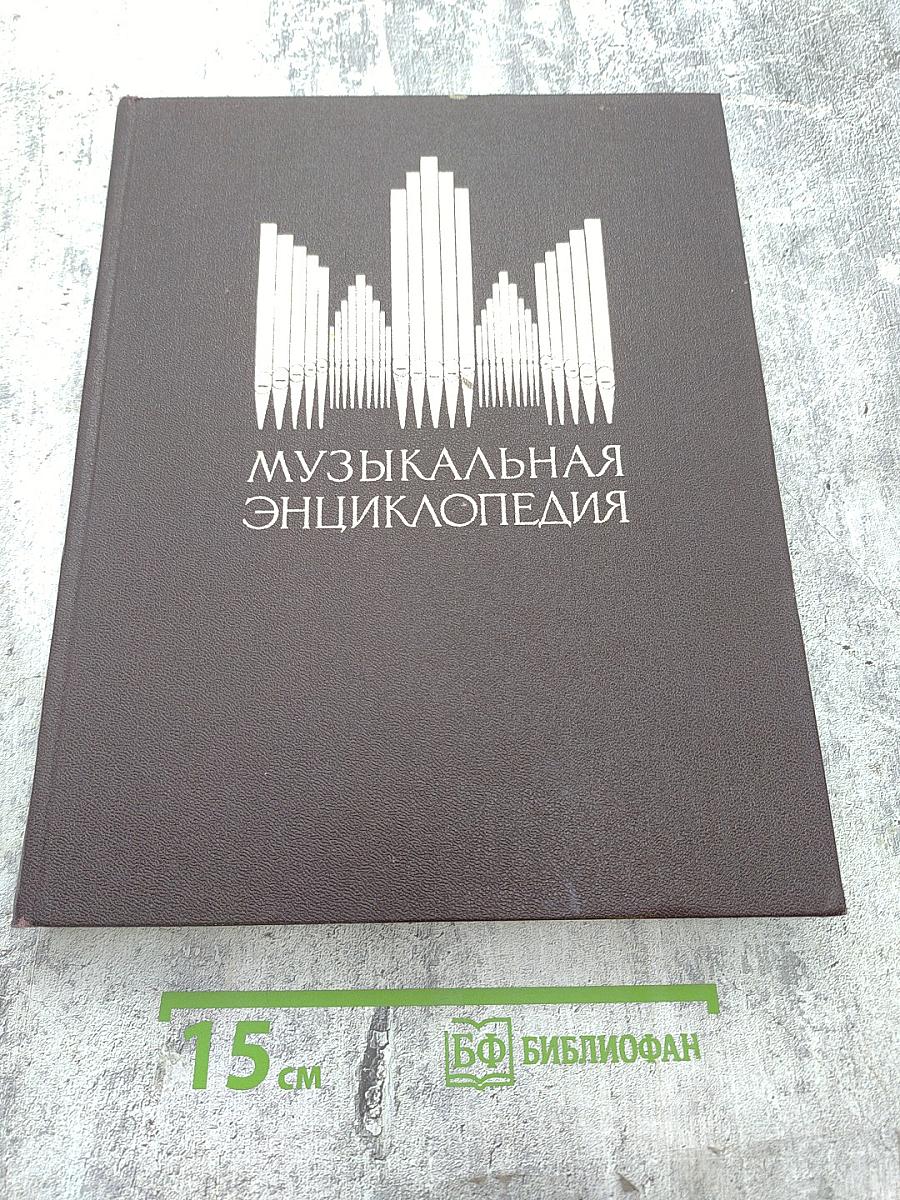 МУЗЫКАЛЬНАЯ
ЭНЦИКЛОПЕДИЯ
15 см
БФ БИБЛИОФАН